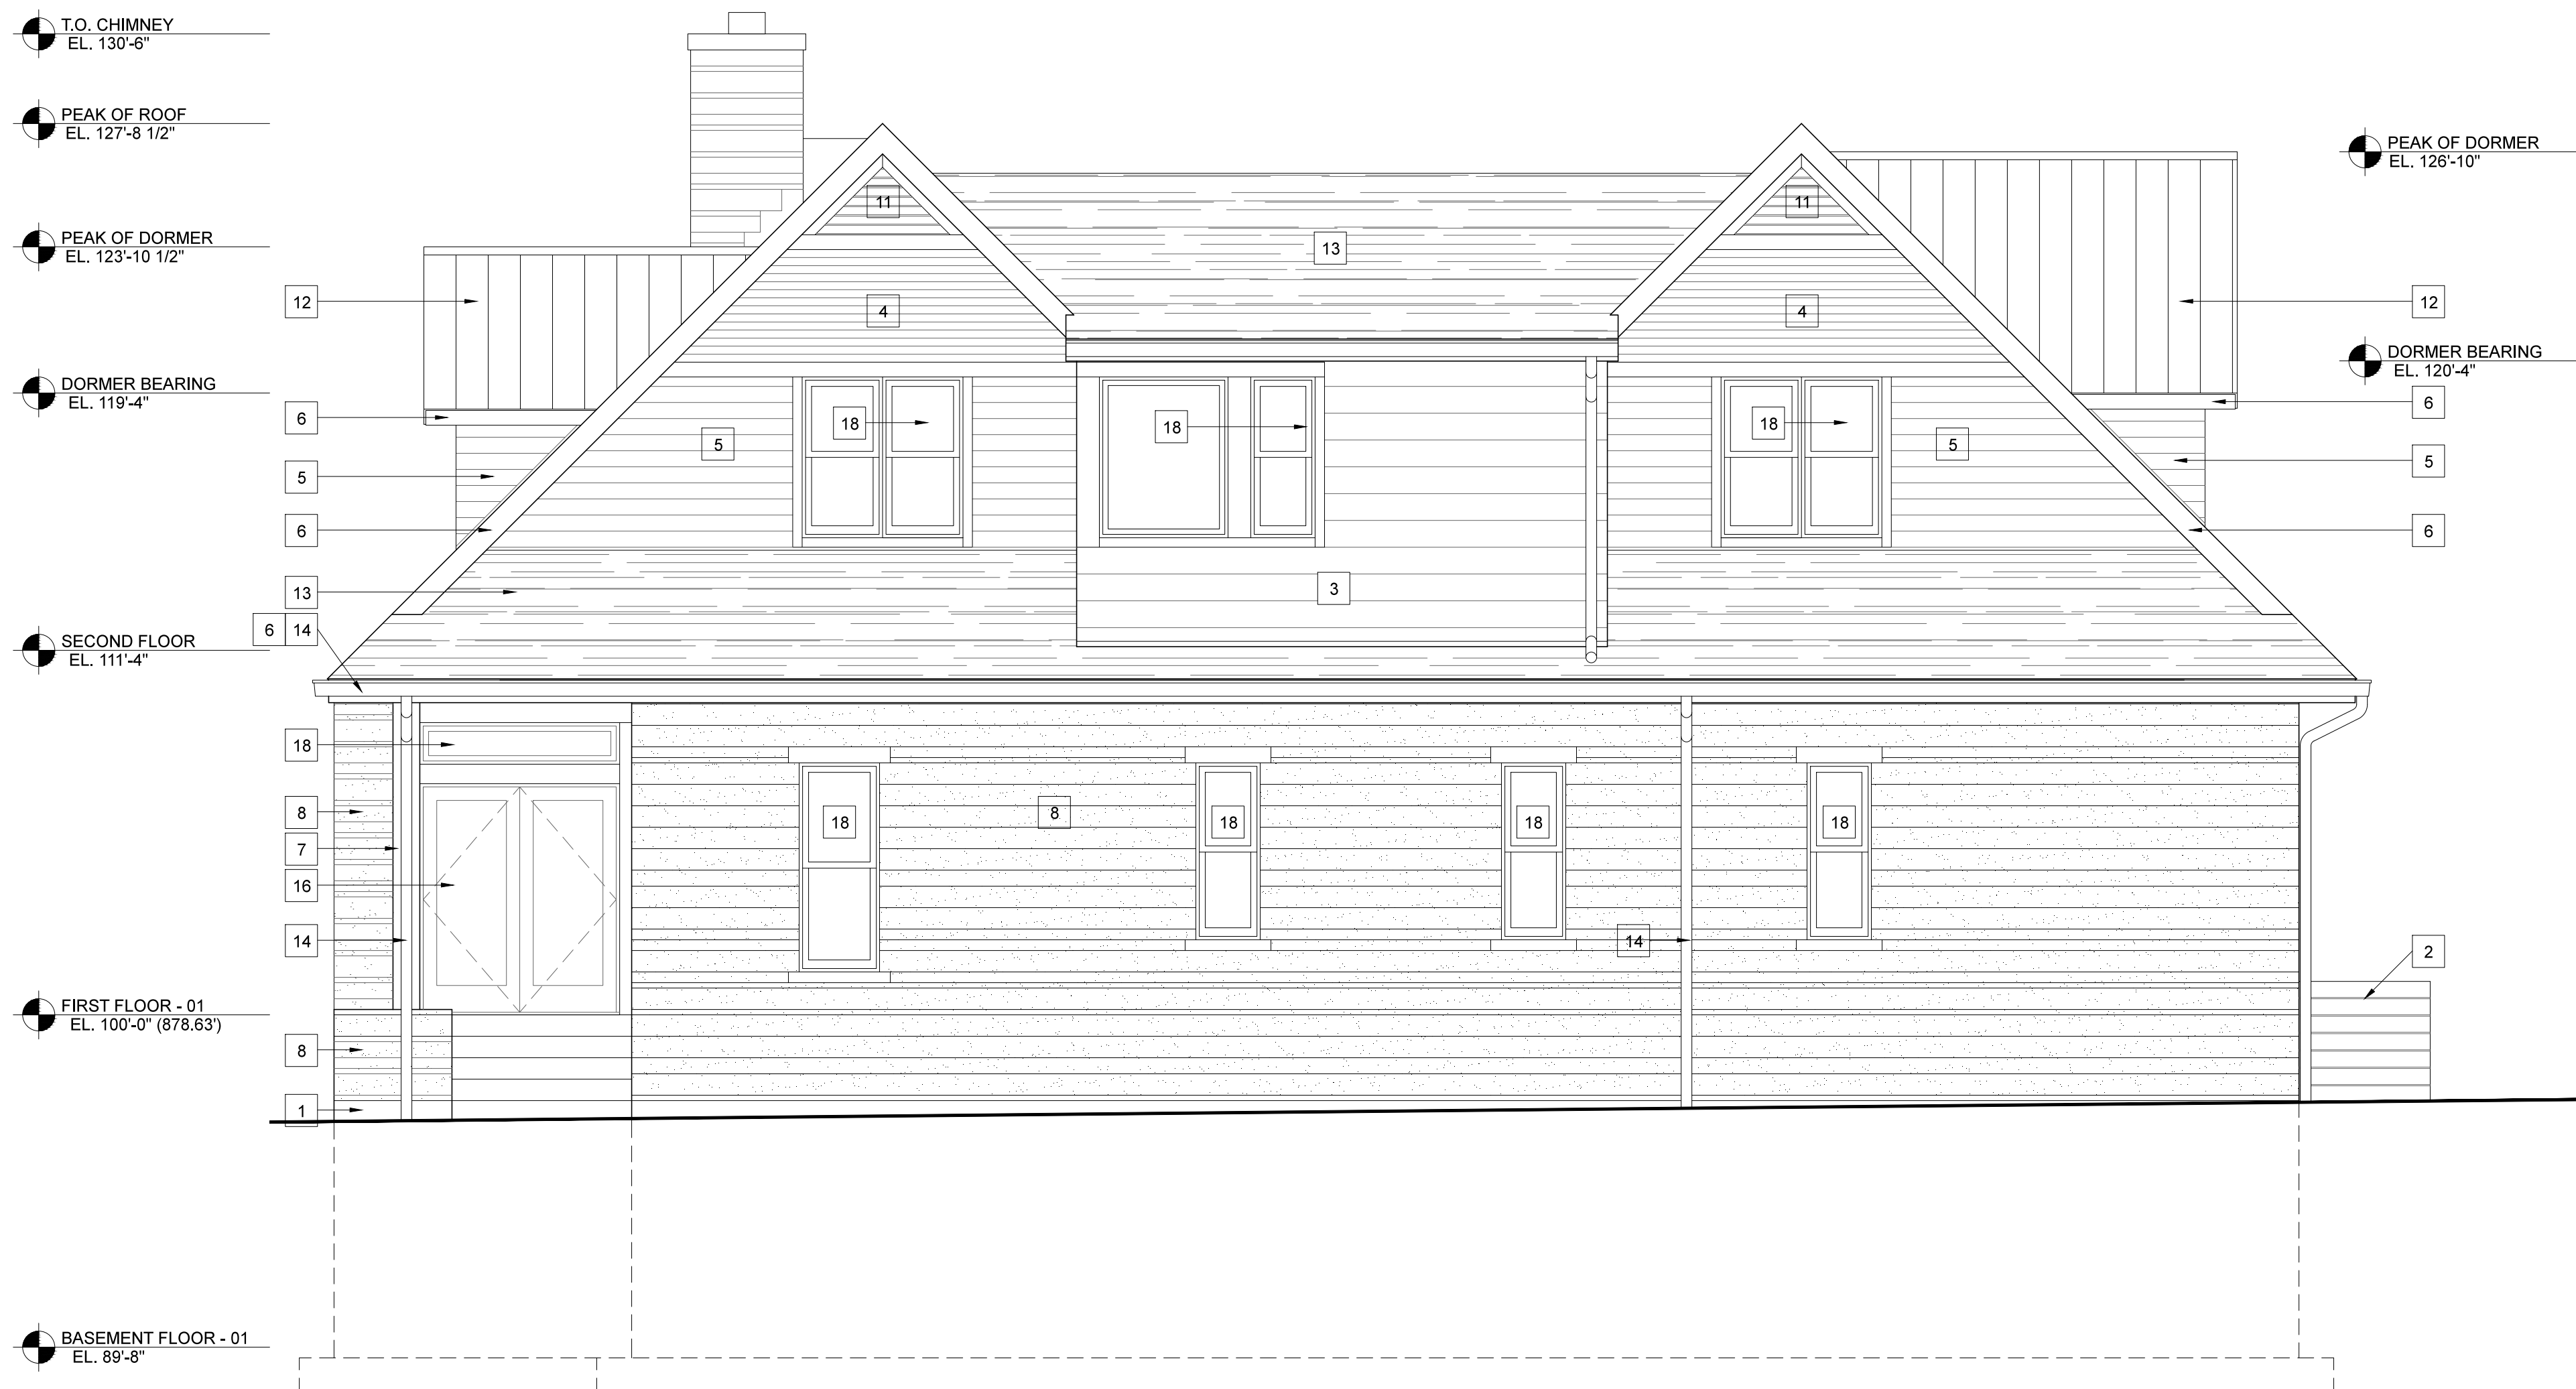 T.O. CHIMNEY
EL. 130'-6"
PEAK OF ROOF
EL. 127'-8 1/2"
PEAK OF DORMER
EL. 126'-10"
11
11
PEAK OF DORMER
EL. 123'-10 1/2"
13
12
4
4
12
DORMER BEARING
EL. 120'-4"
DORMER BEARING
EL. 119'-4"
6
6
18
18
18
5
5
5
5
6
6
13
3
6 14
SECOND FLOOR
EL. 111'-4"
18
8
8
18
18
18
18
7
16
14
14
2
FIRST FLOOR - 01
EL. 100'-0" (878.63')
8
1
BASEMENT FLOOR - 01
EL. 89'-8"